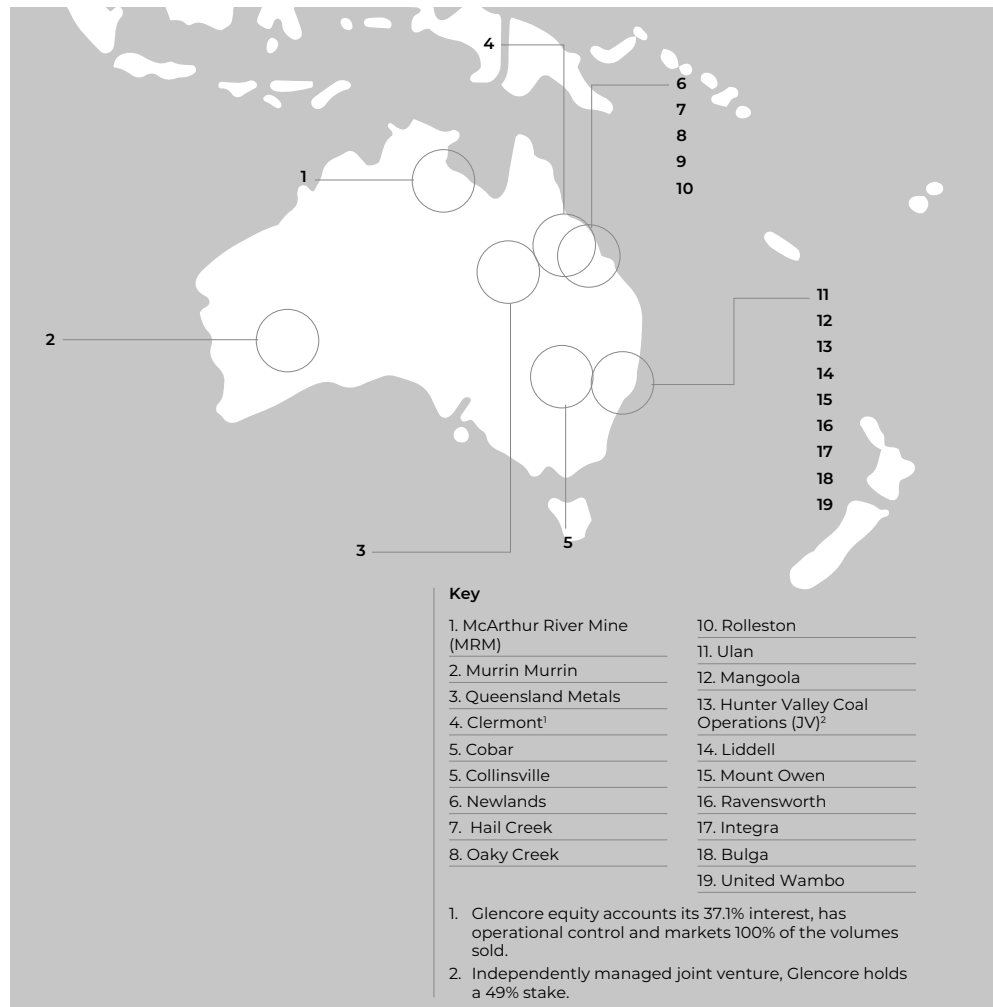 4
6
7
8
9
10
1
11
2
12
13
14
15
16
17
18
19
3
5
Key
1. McArthur River Mine
(MRM)
2. Murrin Murrin
3. Queensland Metals
4. Clermont¹
5. Cobar
5. Collinsville
6. Newlands
7. Hail Creek
8. Oaky Creek
10. Rolleston
11. Ulan
12. Mangoola
13. Hunter Valley Coal
Operations (JV)²
14. Liddell
15. Mount Owen
16. Ravensworth
17. Integra
18. Bulga
19. United Wambo
1. Glencore equity accounts its 37.1% interest, has
operational control and markets 100% of the volumes
sold.
2. Independently managed joint venture, Glencore holds
a 49% stake.